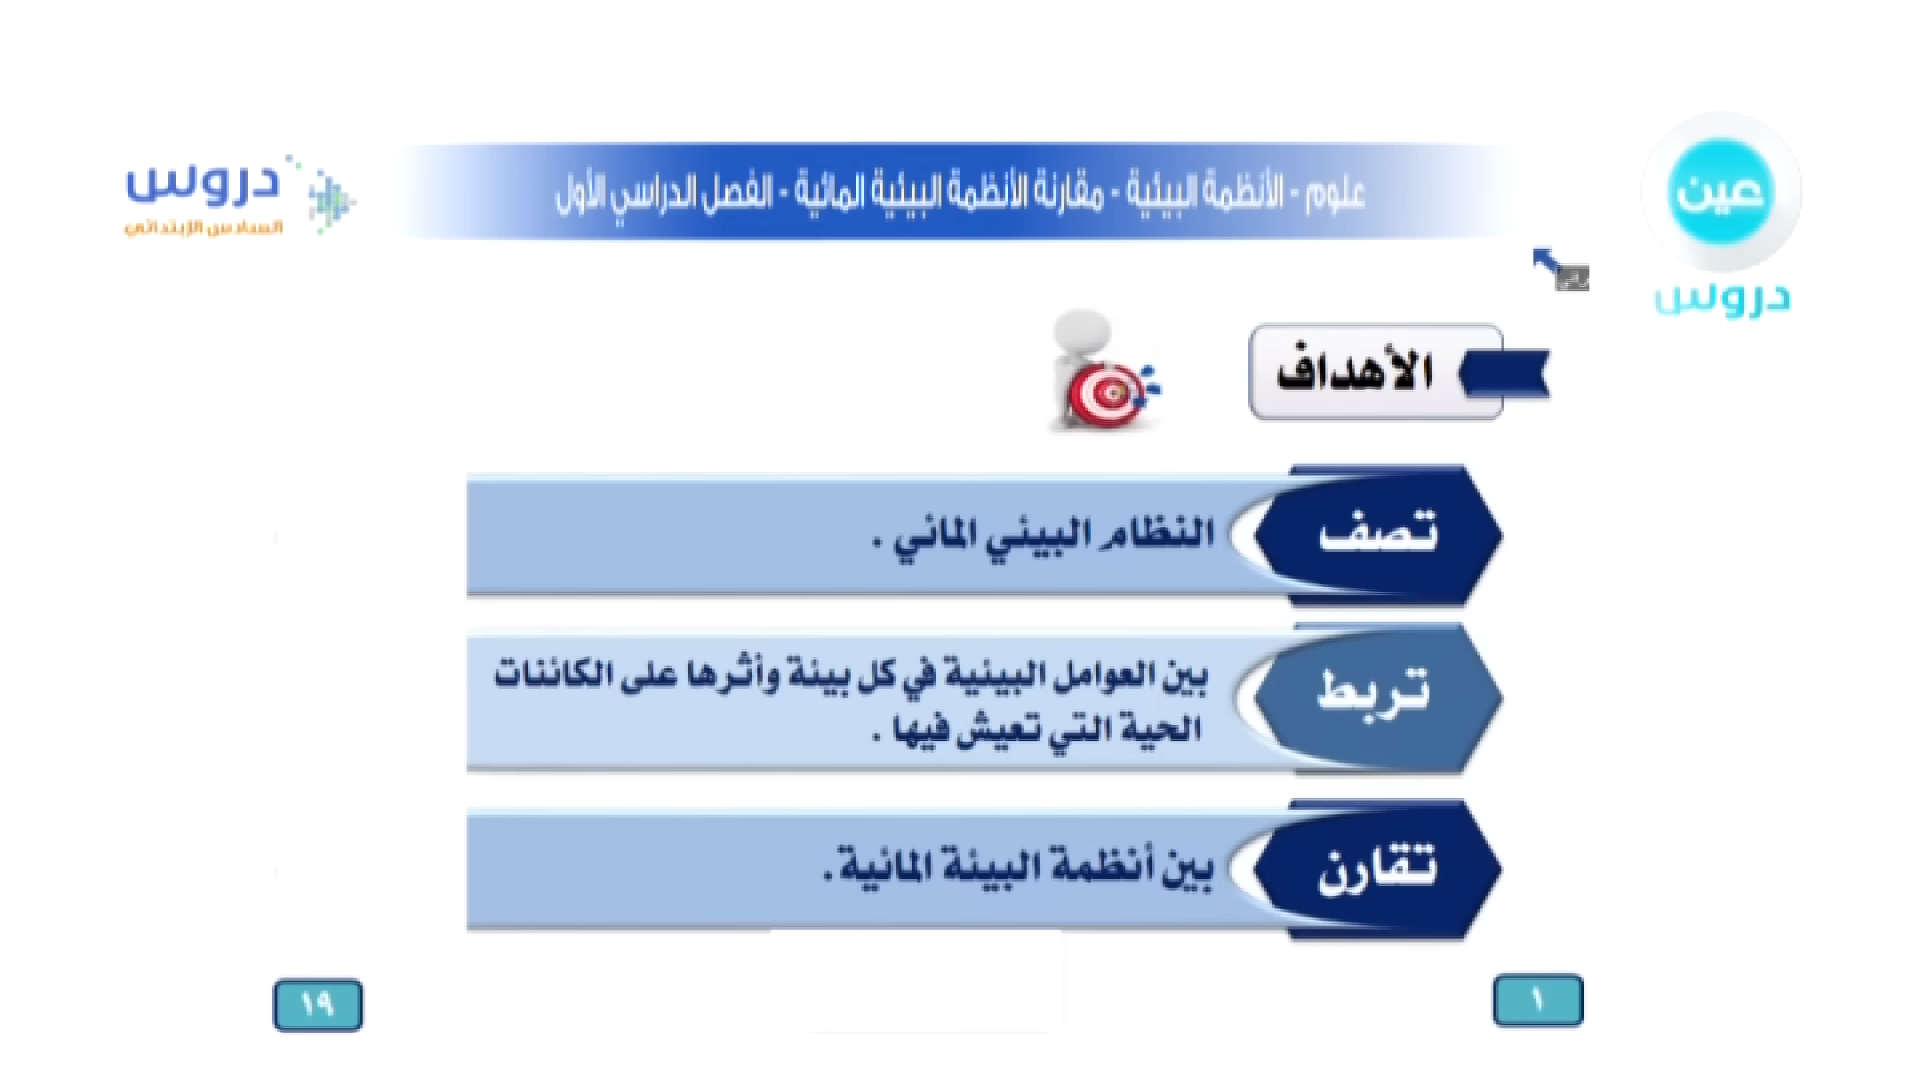 علوم - الأنظمة البيئية - مقارنة الأنظمة البيئية المائية - الفصل الدراسي الأول
عين
دروس
دروس
السادس الإبتدائي
الأهداف
تصف
النظام البيئي المائي .
تربط
بين العوامل البيئية في كل بيئة وأثرها على الكائنات
الحية التي تعيش فيها .
تقارن
بين أنظمة البيئة المائية .
١
١٩